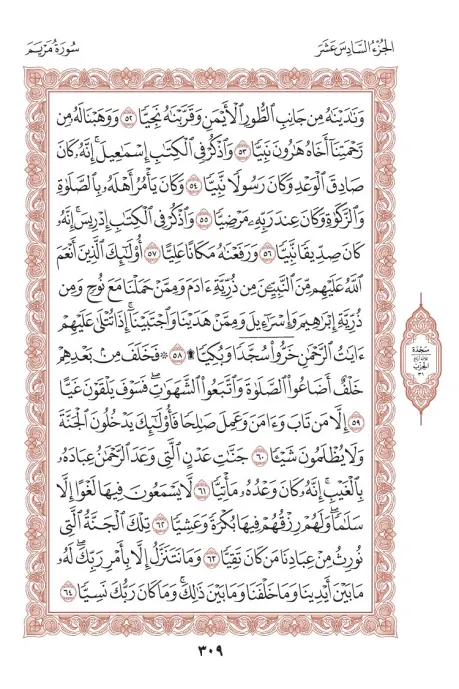 الجزء السادس عشر
سورة مريم
وَنَٰدَيْنَٰهُ مِن جَانِبِ ٱلطُّورِ ٱلْأَيْمَنِ وَقَرَّبْنَٰهُ نَجِيًّا ٥٢ وَوَهَبْنَا لَهُۥ مِن
رَّحْمَتِنَآ أَخَاهُ هَٰرُونَ نَبِيًّا ٥٣ وَٱذْكُرْ فِي ٱلْكِتَٰبِ إِسْمَٰعِيلَ ۚ إِنَّهُۥ كَانَ
صَادِقَ ٱلْوَعْدِ وَكَانَ رَسُولًا نَّبِيًّا ٥٤ وَكَانَ يَأْمُرُ أَهْلَهُۥ بِٱلصَّلَوٰةِ
وَٱلزَّكَوٰةِ وَكَانَ عِندَ رَبِّهِۦ مَرْضِيًّا ٥٥ وَٱذْكُرْ فِي ٱلْكِتَٰبِ إِدْرِيسَ ۚ إِنَّهُۥ
كَانَ صِدِّيقًا نَّبِيًّا ٥٦ وَرَفَعْنَٰهُ مَكَانًا عَلِيًّا ٥٧ أُو۟لَٰٓئِكَ ٱلَّذِينَ أَنْعَمَ
ٱللَّهُ عَلَيْهِم مِّنَ ٱلنَّبِيِّـۧنَ مِن ذُرِّيَّةِ ءَادَمَ وَمِمَّنْ حَمَلْنَا مَعَ نُوحٍ وَمِن
ذُرِّيَّةِ إِبْرَٰهِيمَ وَإِسْرَٰٓءِيلَ وَمِمَّنْ هَدَيْنَا وَٱجْتَبَيْنَآ ۚ إِذَا تُتْلَىٰ عَلَيْهِمْ
ءَايَٰتُ ٱلرَّحْمَٰنِ خَرُّوا۟ سُجَّدًا وَبُكِيًّا ۩ ٥٨ ۞ فَخَلَفَ مِنۢ بَعْدِهِمْ
خَلْفٌ أَضَاعُوا۟ ٱلصَّلَوٰةَ وَٱتَّبَعُوا۟ ٱلشَّهَوَٰتِ ۖ فَسَوْفَ يَلْقَوْنَ غَيًّا
٥٩ إِلَّا مَن تَابَ وَءَامَنَ وَعَمِلَ صَٰلِحًا فَأُو۟لَٰٓئِكَ يَدْخُلُونَ ٱلْجَنَّةَ
وَلَا يُظْلَمُونَ شَيْـًٔا ٦٠ جَنَّٰتِ عَدْنٍ ٱلَّتِي وَعَدَ ٱلرَّحْمَٰنُ عِبَادَهُۥ
بِٱلْغَيْبِ ۚ إِنَّهُۥ كَانَ وَعْدُهُۥ مَأْتِيًّا ٦١ لَّا يَسْمَعُونَ فِيهَا لَغْوًا إِلَّا
سَلَٰمًا ۖ وَلَهُمْ رِزْقُهُمْ فِيهَا بُكْرَةً وَعَشِيًّا ٦٢ تِلْكَ ٱلْجَنَّةُ ٱلَّتِي
نُورِثُ مِنْ عِبَادِنَا مَن كَانَ تَقِيًّا ٦٣ وَمَا نَتَنَزَّلُ إِلَّا بِأَمْرِ رَبِّكَ ۖ لَهُۥ
مَا بَيْنَ أَيْدِينَا وَمَا خَلْفَنَا وَمَا بَيْنَ ذَٰلِكَ ۚ وَمَا كَانَ رَبُّكَ نَسِيًّا ٦٤
سجدة
الحزب
٣١
٣٠٩